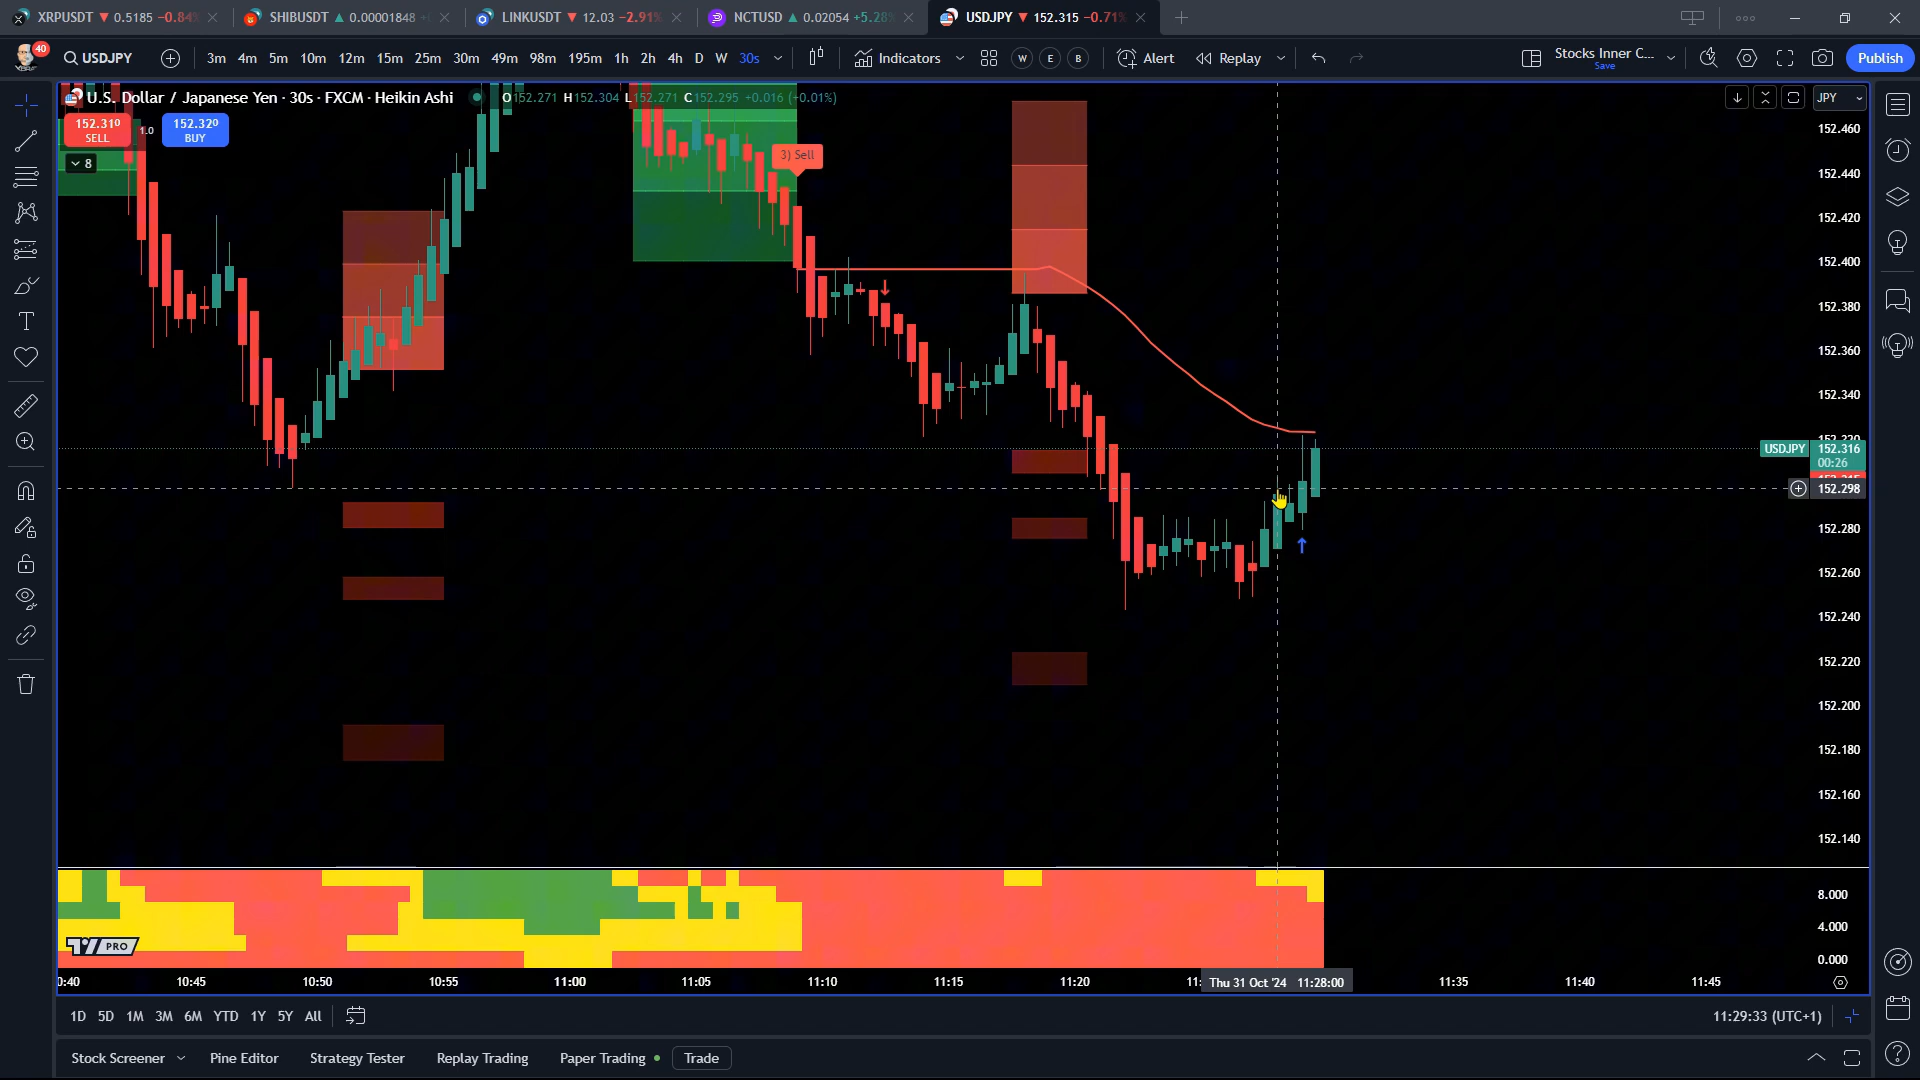 XRPUSDT ▼ 0.5185 −0.84%
SHIBUSDT ▲ 0.00001848
LINKUSDT ▼ 12.03 −2.91%
NCTUSD ▲ 0.02054 +5.28%
USDJPY ▼ 152.315 −0.71%
40
USDJPY
3m 4m 5m 10m 12m 15m 25m 30m 49m 98m 195m 1h 2h 4h D W 30s
Indicators
W E B
Alert
Replay
Stocks Inner C...
Save
Publish
U.S. Dollar / Japanese Yen · 30s · FXCM · Heikin Ashi
O152.271 H152.304 L152.271 C152.295 +0.016 (+0.01%)
JPY
152.310
SELL
1.0
152.320
BUY
8
3) Sell
152.460
152.440
152.420
152.400
152.380
152.360
152.340
USDJPY
152.316
00:26
152.298
152.280
152.260
152.240
152.220
152.200
152.180
152.160
152.140
8.000
4.000
0.000
PRO
0:40 10:45 10:50 10:55 11:00 11:05 11:10 11:15 11:20 Thu 31 Oct '24 11:28:00 11:35 11:40 11:45
1D 5D 1M 3M 6M YTD 1Y 5Y All
11:29:33 (UTC+1)
Stock Screener Pine Editor Strategy Tester Replay Trading Paper Trading Trade